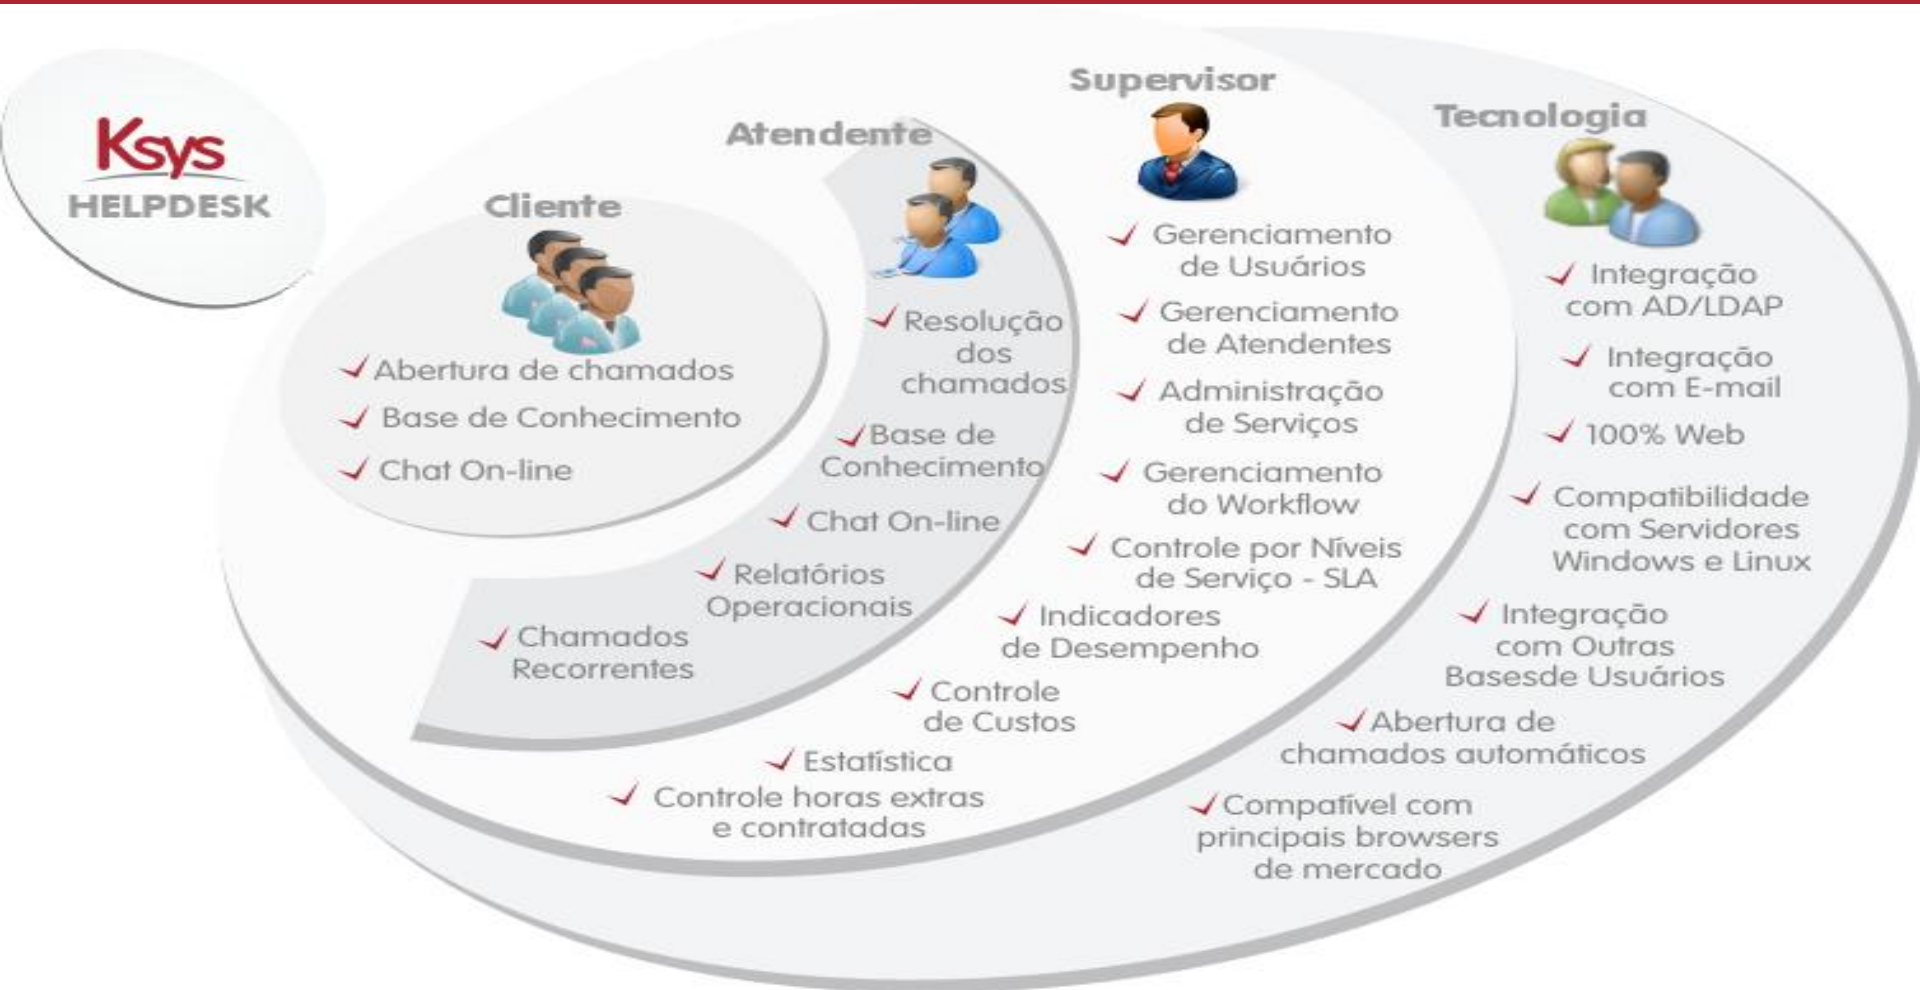 Ksys
HELPDESK
Cliente
Abertura de chamados
Base de Conhecimento
Chat On-line
Atendente
Resolução
dos
chamados
Base de
Conhecimento
Chat On-line
Relatórios
Operacionais
Chamados
Recorrentes
Supervisor
Gerenciamento
de Usuários
Gerenciamento
de Atendentes
Administração
de Serviços
Gerenciamento
do Workflow
Controle por Níveis
de Serviço - SLA
Indicadores
de Desempenho
Controle
de Custos
Estatística
Controle horas extras
e contratadas
Tecnologia
Integração
com AD/LDAP
Integração
com E-mail
100% Web
Compatibilidade
com Servidores
Windows e Linux
Integração
com Outras
Basesde Usuários
Abertura de
chamados automáticos
Compatível com
principais browsers
de mercado